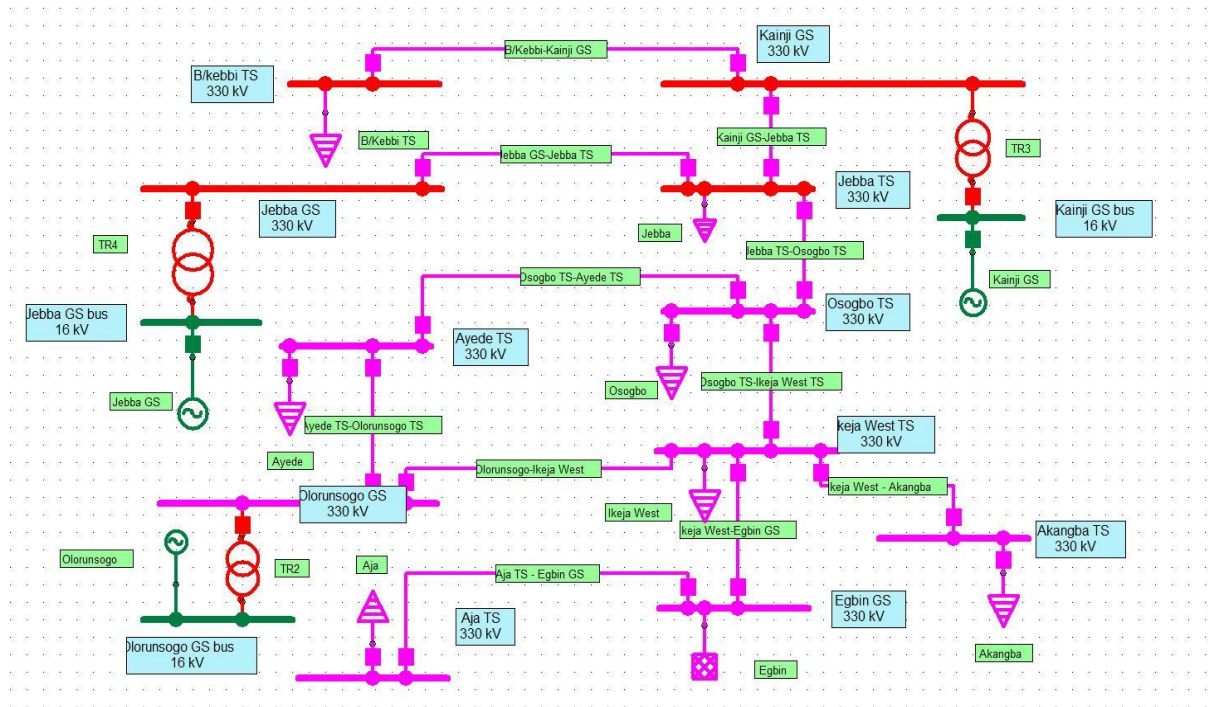 Kainji GS
330 kV
B/Kebbi-Kainji GS
B/kebbi TS
330 kV
B/Kebbi TS
Kainji GS-Jebba TS
TR3
Jebba GS-Jebba TS
Jebba TS
330 kV
Jebba GS
330 kV
Kainji GS bus
16 kV
TR4
Jebba
Jebba TS-Osogbo TS
Osogbo TS-Ayede TS
Kainji GS
Osogbo TS
330 kV
Jebba GS bus
16 kV
Ayede TS
330 kV
Osogbo TS-Ikeja West TS
Osogbo
Jebba GS
Ayede TS-Olorunsogo TS
Ikeja West TS
330 kV
Ayede
Olorunsogo-Ikeja West
Ikeja West - Akangba
Olorunsogo GS
330 kV
Ikeja West
Ikeja West-Egbin GS
Akangba TS
330 kV
Olorunsogo
TR2
Aja
Aja TS - Egbin GS
Egbin GS
330 kV
Aja TS
330 kV
Olorunsogo GS bus
16 kV
Akangba
Egbin